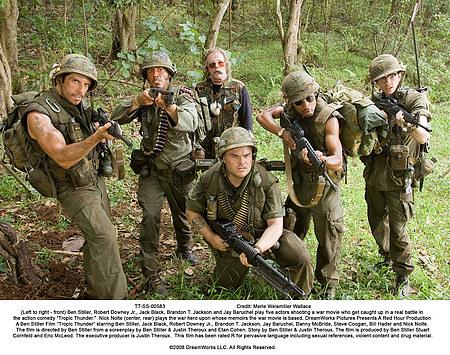 TT-SS-00583 Credit: Merie Weismiller Wallace
(Left to right - front) Ben Stiller, Robert Downey Jr., Jack Black, Brandon T. Jackson and Jay Baruchel play five actors shooting a war movie who get caught up in a real battle in
the action comedy "Tropic Thunder." Nick Nolte (center, rear) plays the war hero upon whose memoirs the war movie is based. DreamWorks Pictures Presents A Red Hour Production
A Ben Stiller Film "Tropic Thunder" starring Ben Stiller, Jack Black, Robert Downey Jr., Brandon T. Jackson, Jay Baruchel, Danny McBride, Steve Coogan, Bill Hader and Nick Nolte.
The film is directed by Ben Stiller from a screenplay by Ben Stiller & Justin Theroux and Etan Cohen. Story by Ben Stiller & Justin Theroux. The film is produced by Ben Stiller Stuart
Cornfeld and Eric McLeod. The executive producer is Justin Theroux. This film has been rated R for pervasive language including sexual references, violent content and drug material.
©2008 DreamWorks LLC. All Rights Reserved.